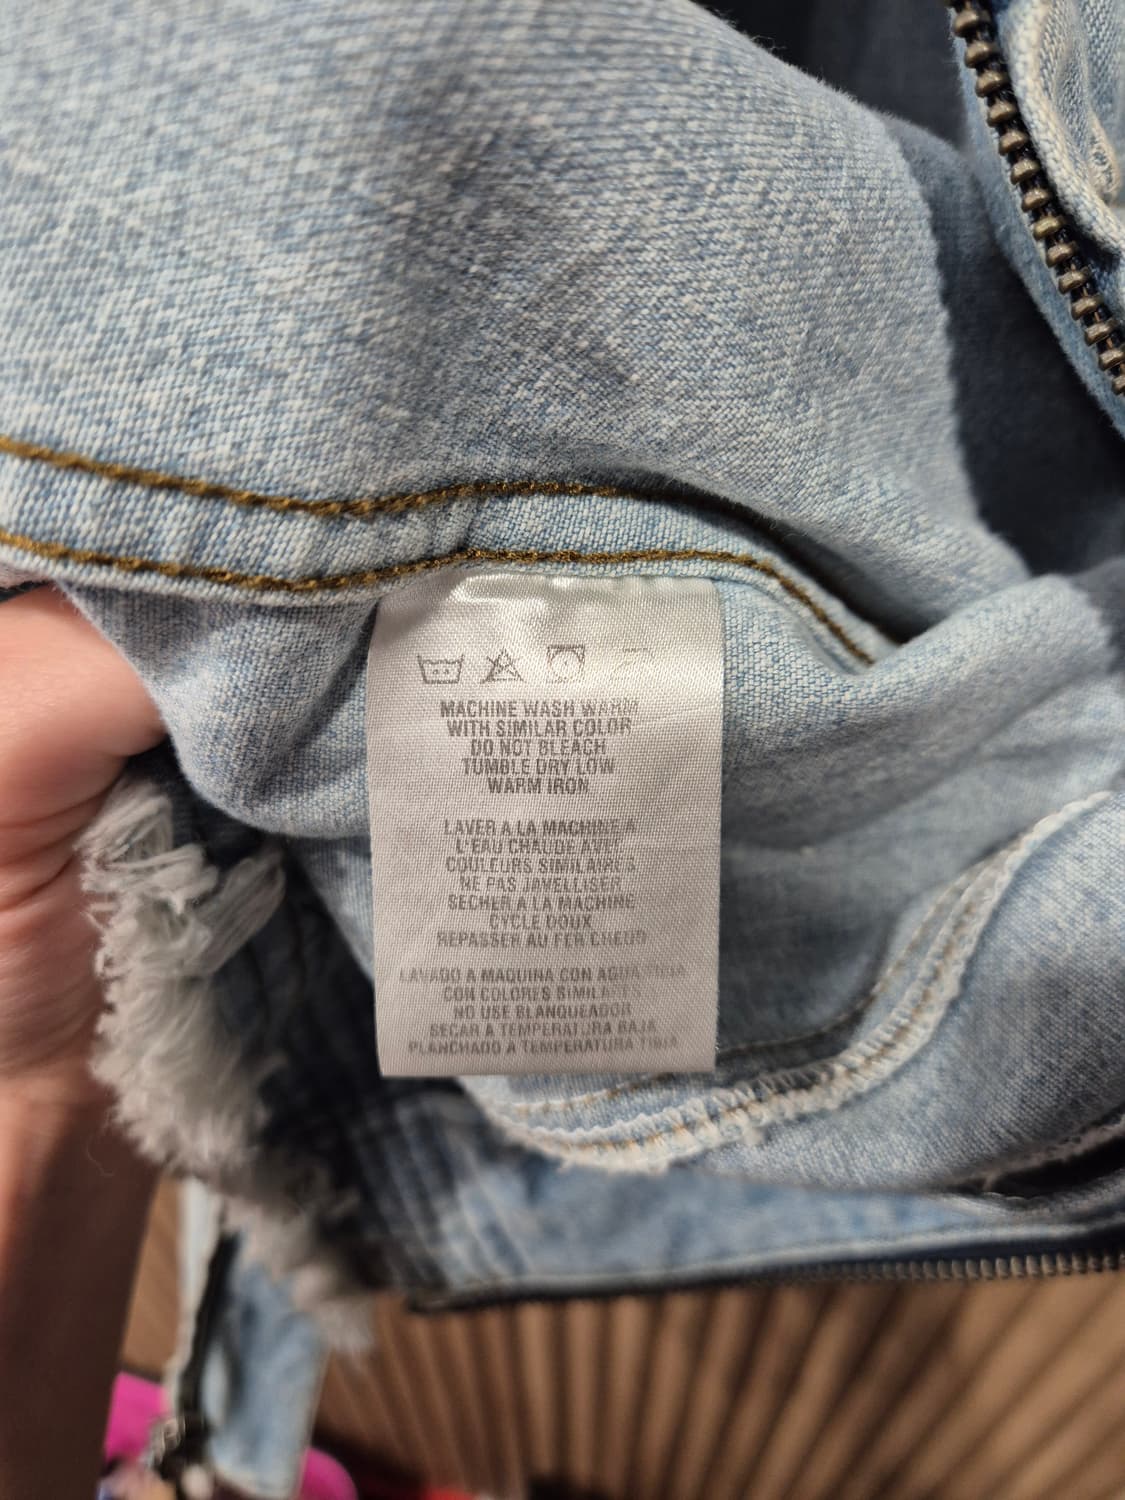 MACHINE WASH WARM
WITH SIMILAR COLOR
DO NOT BLEACH
TUMBLE DRY LOW
WARM IRON
LAVER A LA MACHINE A
L'EAU CHAUDE AVEC
COULEURS SIMILAIRES
NE PAS JAVELLISER
SECHER A LA MACHINE
CYCLE DOUX
REPASSER AU FER CHAUD
LAVADO A MAQUINA CON AGUA TIBIA
CON COLORES SIMILARES
NO USE BLANQUEADOR
SECAR A TEMPERATURA BAJA
PLANCHADO A TEMPERATURA TIBIA